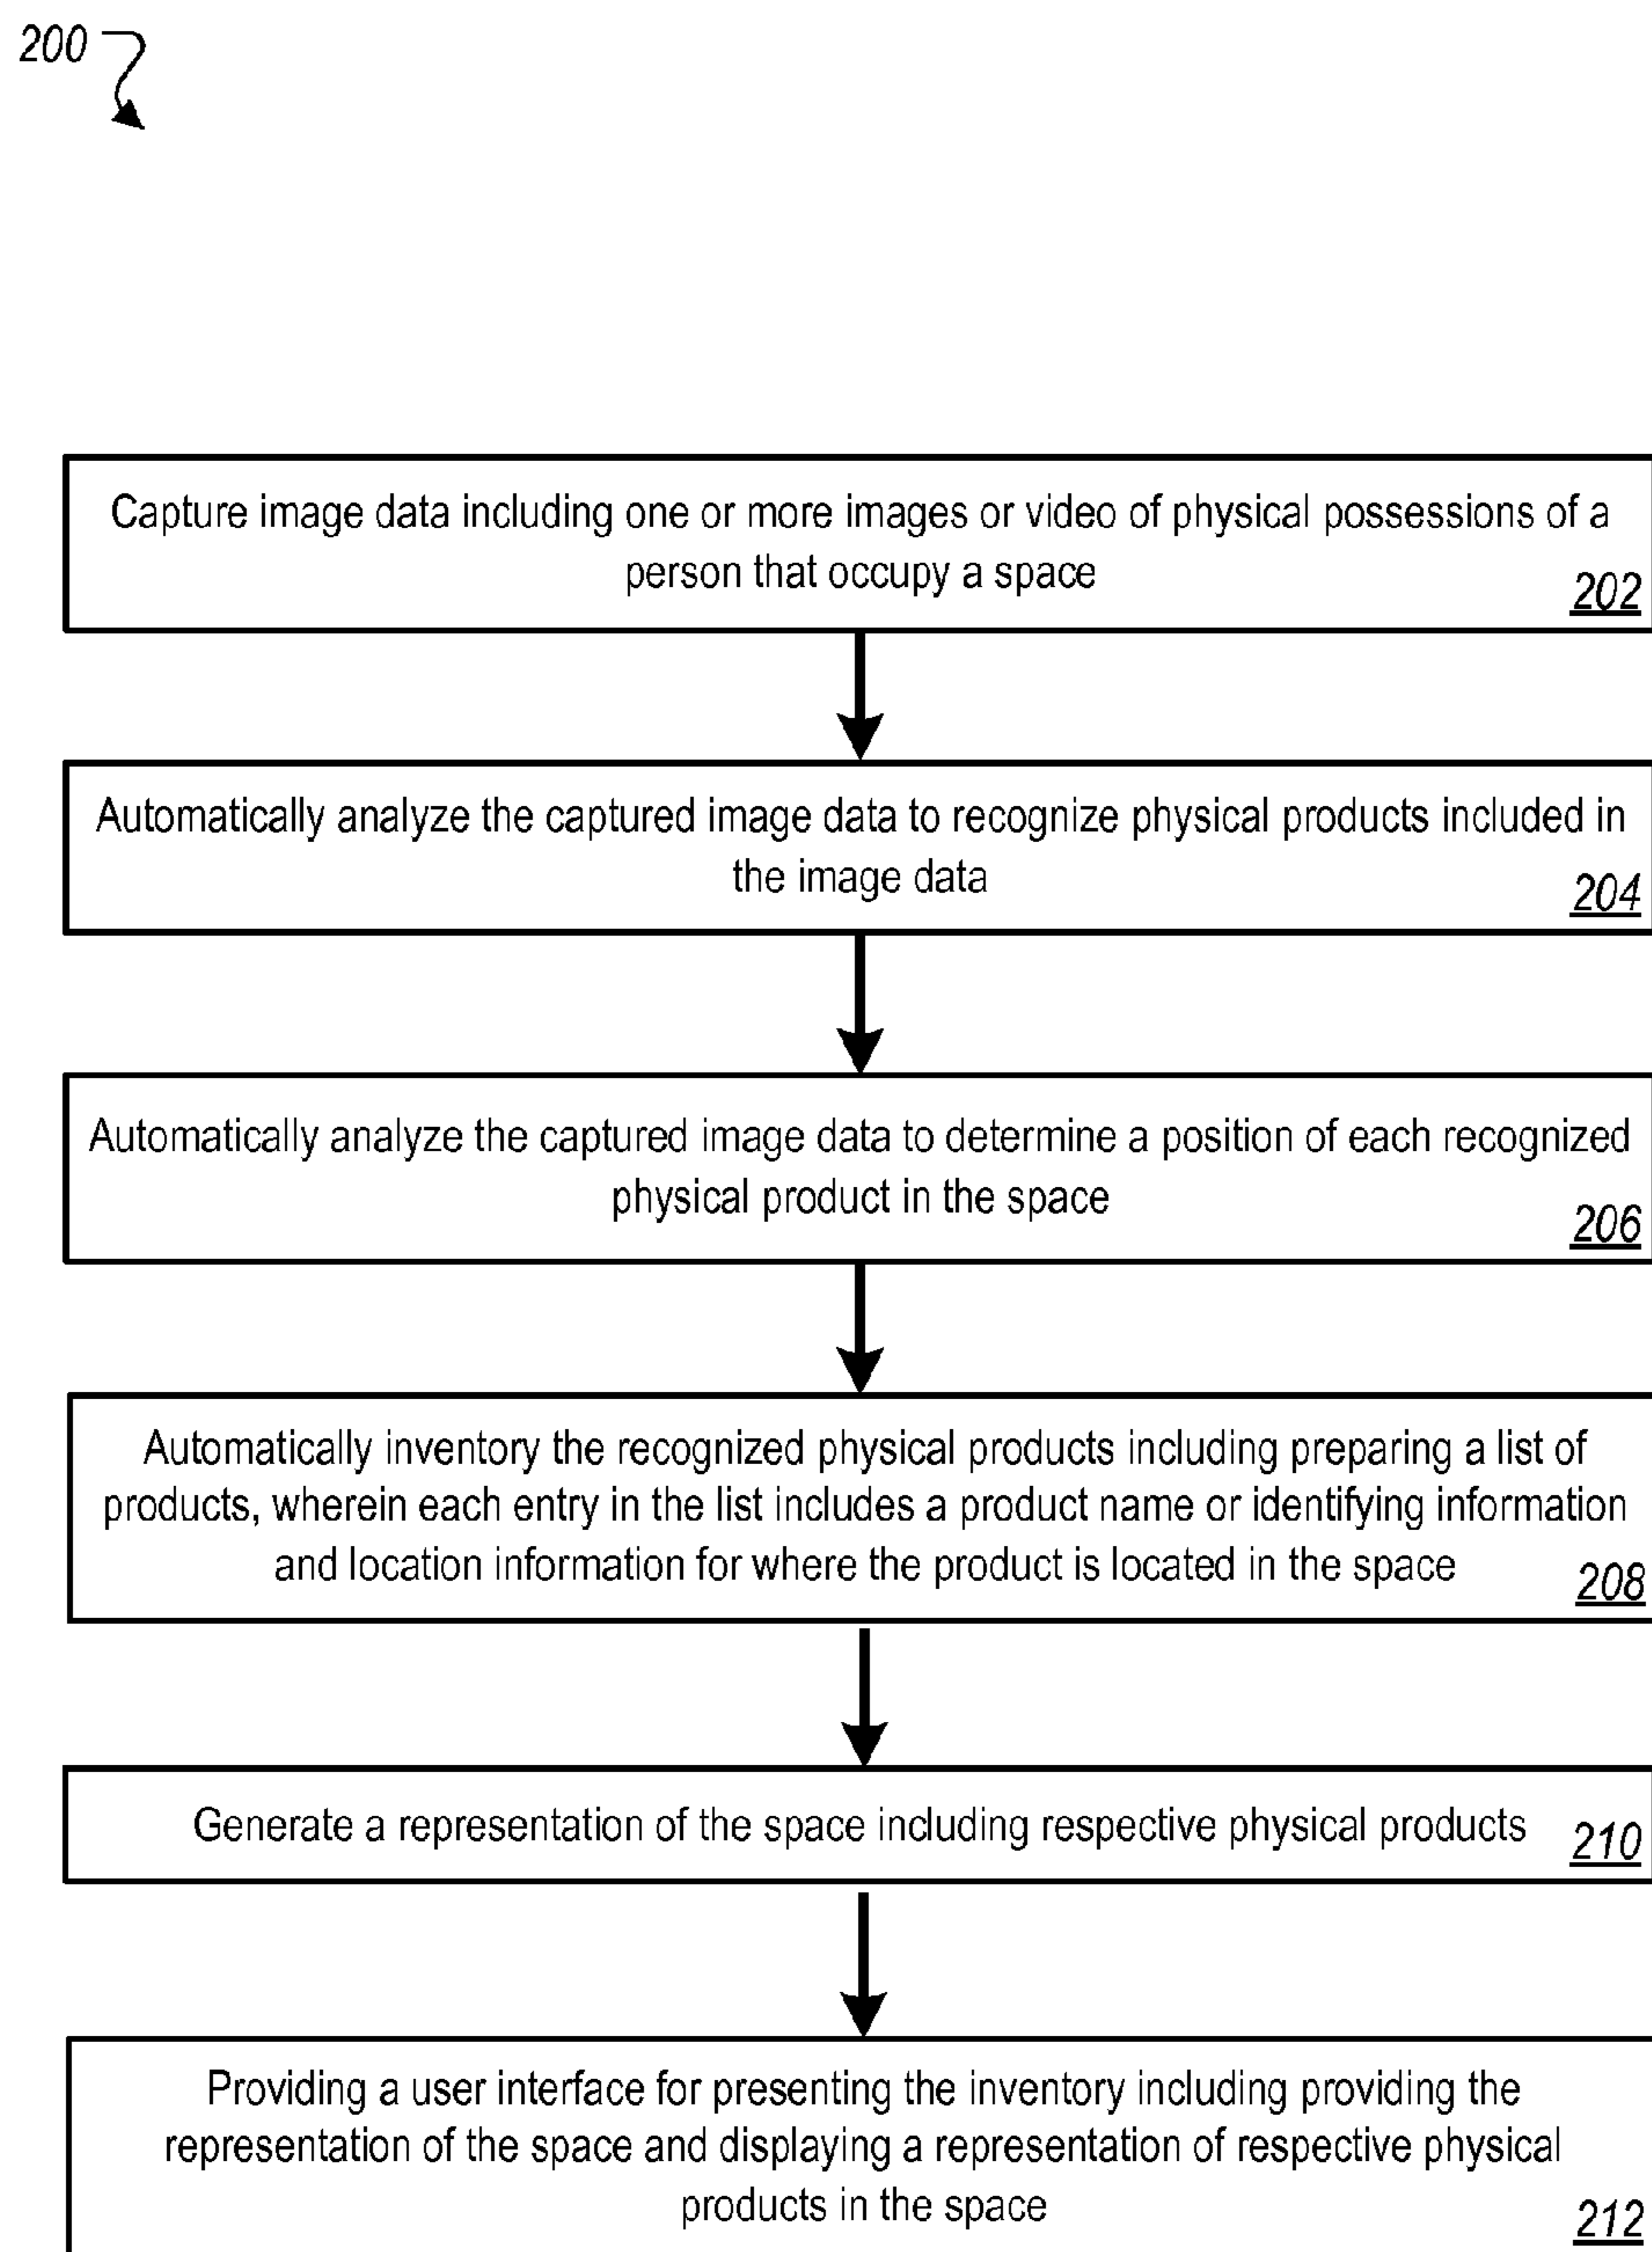 200
Capture image data including one or more images or video of physical possessions of a
person that occupy a space
202
Automatically analyze the captured image data to recognize physical products included in
the image data
204
Automatically analyze the captured image data to determine a position of each recognized
physical product in the space
206
Automatically inventory the recognized physical products including preparing a list of
products, wherein each entry in the list includes a product name or identifying information
and location information for where the product is located in the space
208
Generate a representation of the space including respective physical products
210
Providing a user interface for presenting the inventory including providing the
representation of the space and displaying a representation of respective physical
products in the space
212